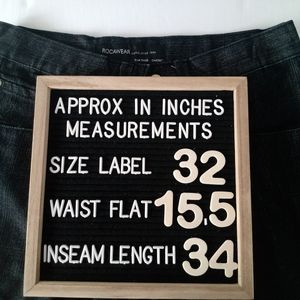 ROCAWEAR
APPROX IN INCHES
MEASUREMENTS
SIZE LABEL 32
WAIST FLAT 15.5
INSEAM LENGTH 34